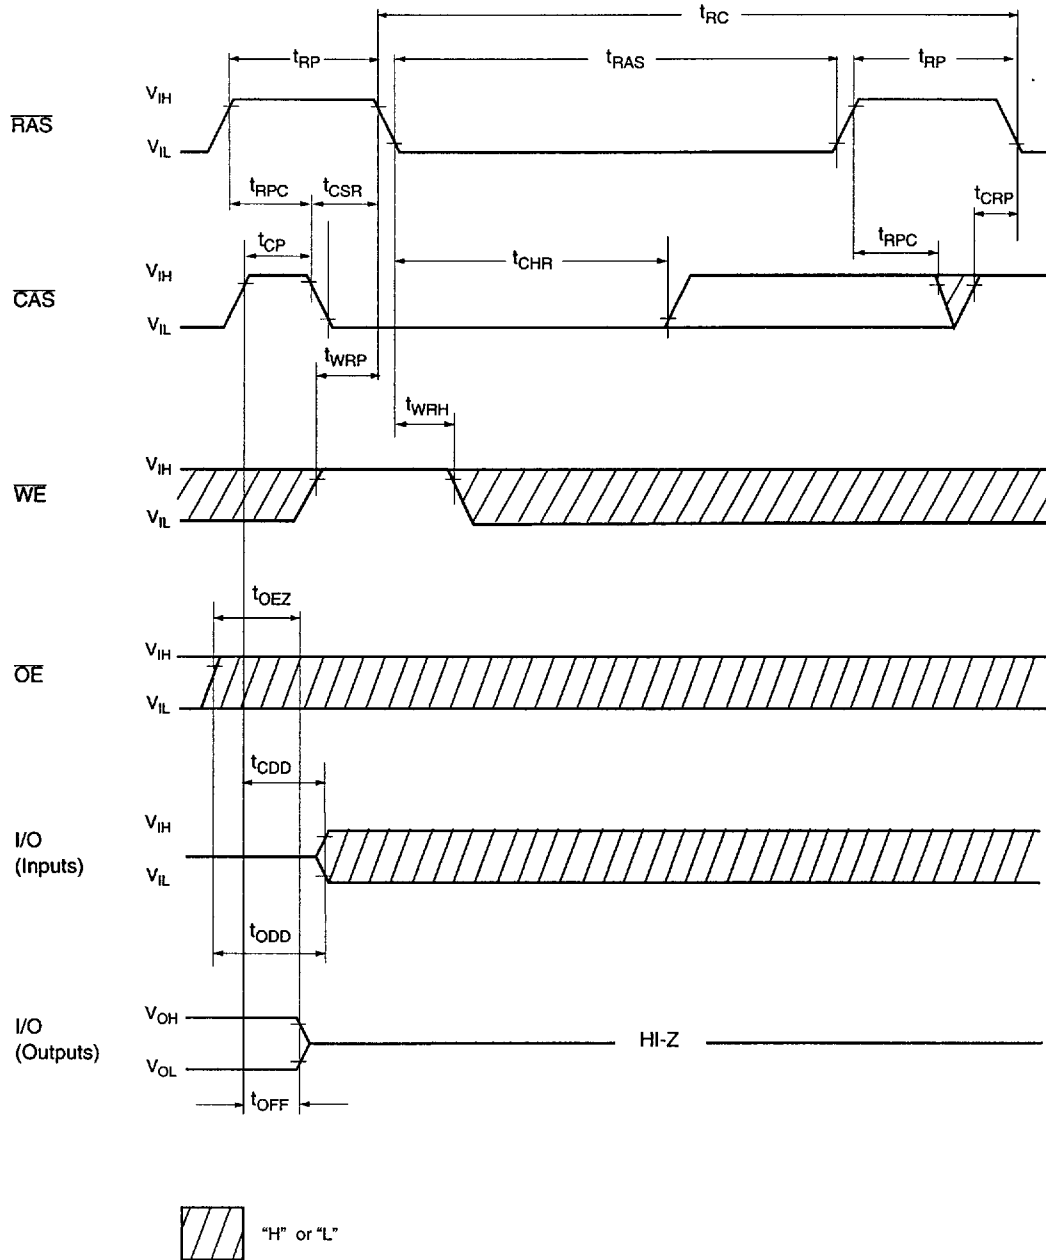 tRC
tRP
tRAS
tRP
VIH
RAS
VIL
tRPC
tCSR
tCRP
tCP
tCHR
tRPC
VIH
CAS
VIL
tWRP
tWRH
VIH
WE
VIL
tOEZ
VIH
OE
VIL
tCDD
VIH
I/O
(Inputs)
VIL
tODD
VOH
I/O
(Outputs)
HI-Z
VOL
tOFF
“H” or “L”